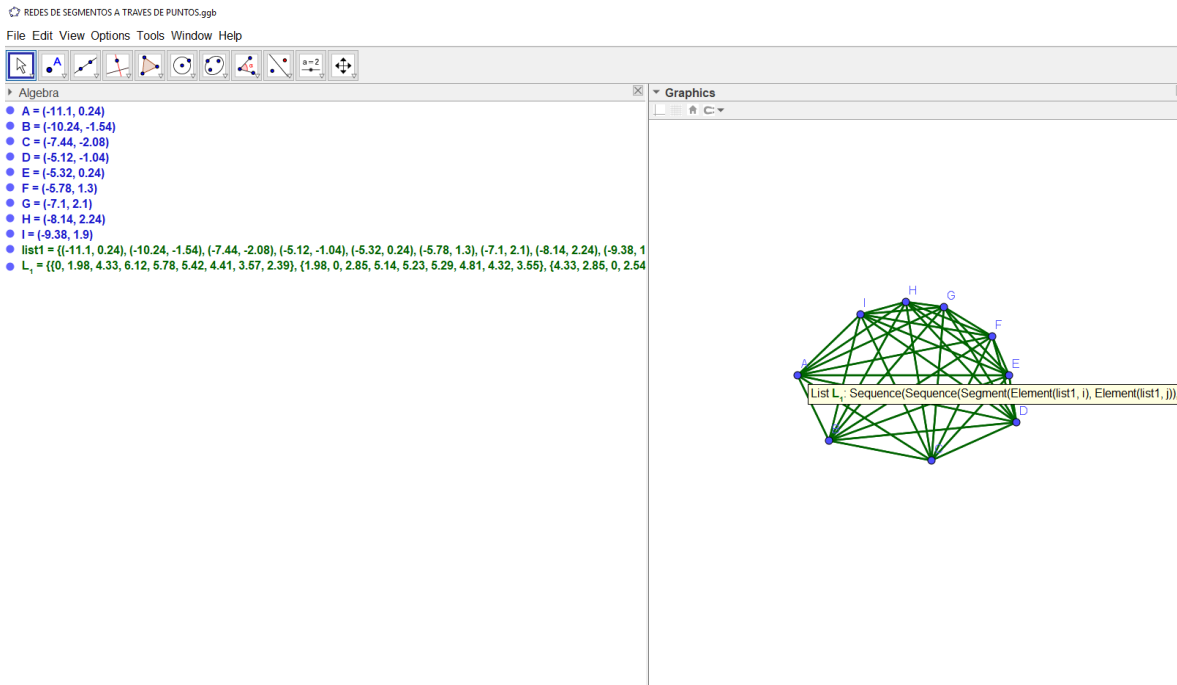 REDES DE SEGMENTOS A TRAVES DE PUNTOS.ggb
File Edit View Options Tools Window Help
A
α
a=2
Algebra
Graphics
A = (-11.1, 0.24)
B = (-10.24, -1.54)
C = (-7.44, -2.08)
D = (-5.12, -1.04)
E = (-5.32, 0.24)
F = (-5.78, 1.3)
G = (-7.1, 2.1)
H = (-8.14, 2.24)
I = (-9.38, 1.9)
list1 = {(-11.1, 0.24), (-10.24, -1.54), (-7.44, -2.08), (-5.12, -1.04), (-5.32, 0.24), (-5.78, 1.3), (-7.1, 2.1), (-8.14, 2.24), (-9.38, 1
L₁ = {{0, 1.98, 4.33, 6.12, 5.78, 5.42, 4.41, 3.57, 2.39}, {1.98, 0, 2.85, 5.14, 5.23, 5.29, 4.81, 4.32, 3.55}, {4.33, 2.85, 0, 2.54
H
G
I
F
A
E
List L₁: Sequence(Sequence(Segment(Element(list1, i), Element(list1, j)),
D
B